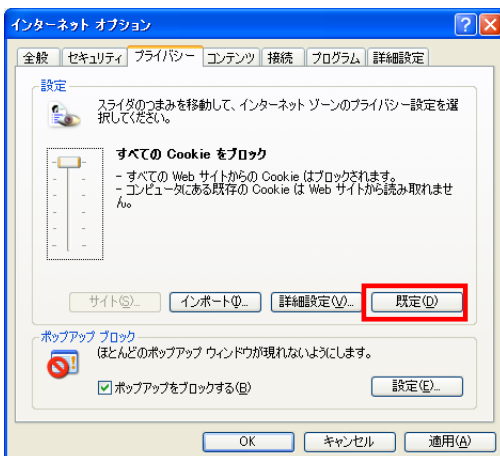 インターネット オプション
全般 セキュリティ プライバシー コンテンツ 接続 プログラム 詳細設定
設定
スライダのつまみを移動して、インターネット ゾーンのプライバシー設定を選
択してください。
すべての Cookie をブロック
- すべての Web サイトからの Cookie はブロックされます。
- コンピュータにある既存の Cookie は Web サイトから読み取れませ
ん。
サイト(S)... インポート(I)... 詳細設定(V)... 既定(D)
ポップアップ ブロック
ほとんどのポップアップ ウィンドウが現れないようにします。
ポップアップをブロックする(B) 設定(E)...
OK キャンセル 適用(A)